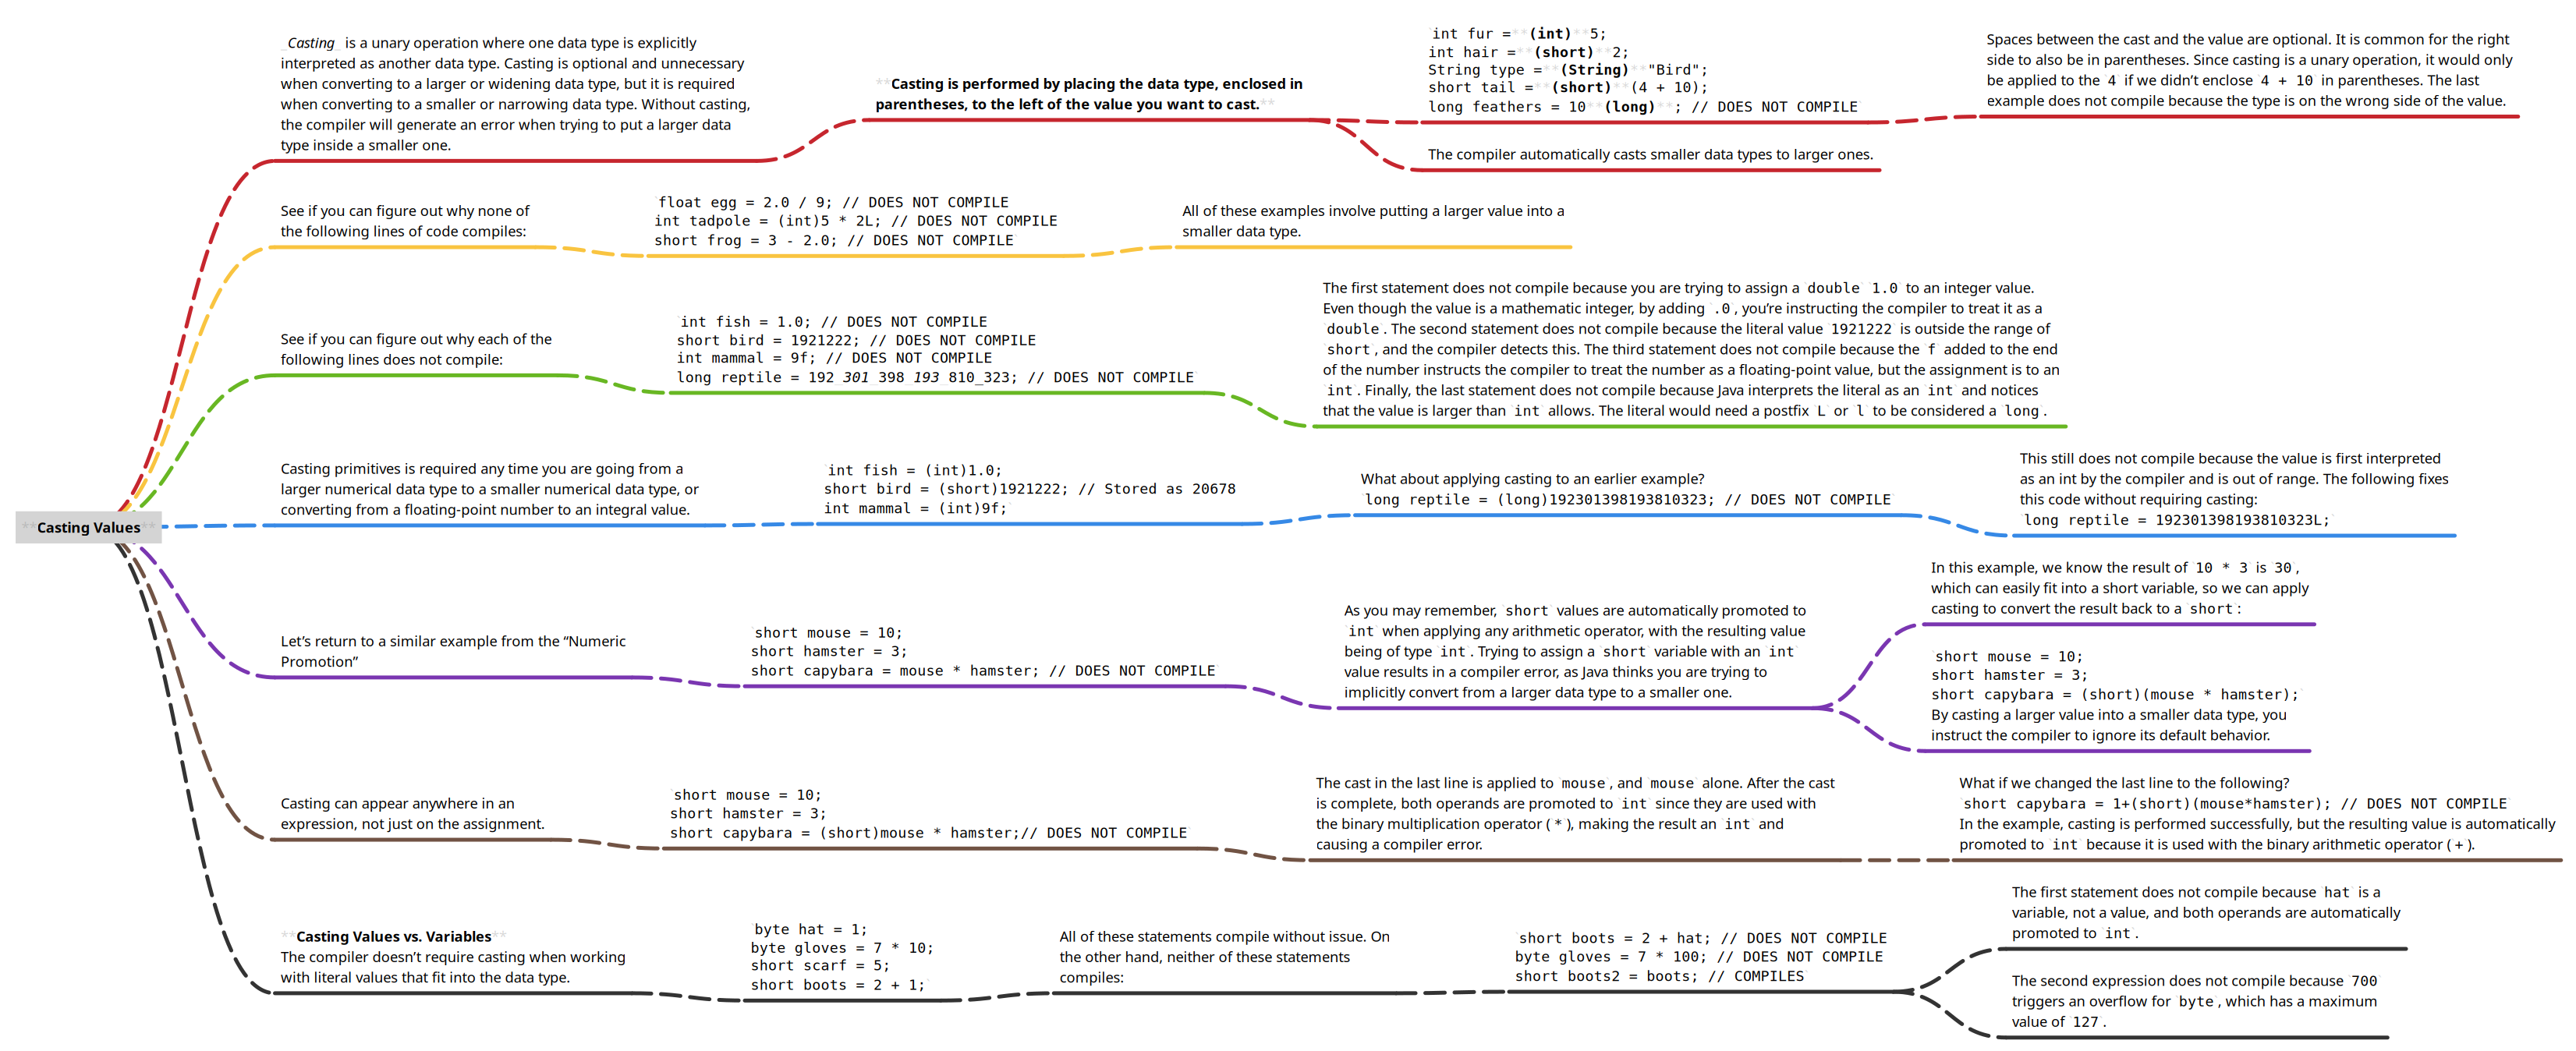 **Casting Values**
_Casting_ is a unary operation where one data type is explicitly
interpreted as another data type. Casting is optional and unnecessary
when converting to a larger or widening data type, but it is required
when converting to a smaller or narrowing data type. Without casting,
the compiler will generate an error when trying to put a larger data
type inside a smaller one.
**Casting is performed by placing the data type, enclosed in
parentheses, to the left of the value you want to cast.**
`int fur =**(int)**5;
int hair =**(short)**2;
String type =**(String)**"Bird";
short tail =**(short)**(4 + 10);
long feathers = 10**(long)**; // DOES NOT COMPILE`
Spaces between the cast and the value are optional. It is common for the right
side to also be in parentheses. Since casting is a unary operation, it would only
be applied to the `4` if we didn’t enclose `4 + 10` in parentheses. The last
example does not compile because the type is on the wrong side of the value.
The compiler automatically casts smaller data types to larger ones.
See if you can figure out why none of
the following lines of code compiles:
`float egg = 2.0 / 9; // DOES NOT COMPILE
int tadpole = (int)5 * 2L; // DOES NOT COMPILE
short frog = 3 - 2.0; // DOES NOT COMPILE`
All of these examples involve putting a larger value into a
smaller data type.
See if you can figure out why each of the
following lines does not compile:
`int fish = 1.0; // DOES NOT COMPILE
short bird = 1921222; // DOES NOT COMPILE
int mammal = 9f; // DOES NOT COMPILE
long reptile = 192_301_398_193_810_323; // DOES NOT COMPILE`
The first statement does not compile because you are trying to assign a `double` `1.0` to an integer value.
Even though the value is a mathematic integer, by adding `.0`, you’re instructing the compiler to treat it as a
`double`. The second statement does not compile because the literal value `1921222` is outside the range of
`short`, and the compiler detects this. The third statement does not compile because the `f` added to the end
of the number instructs the compiler to treat the number as a floating-point value, but the assignment is to an
`int`. Finally, the last statement does not compile because Java interprets the literal as an `int` and notices
that the value is larger than `int` allows. The literal would need a postfix `L` or `l` to be considered a `long`.
Casting primitives is required any time you are going from a
larger numerical data type to a smaller numerical data type, or
converting from a floating-point number to an integral value.
`int fish = (int)1.0;
short bird = (short)1921222; // Stored as 20678
int mammal = (int)9f;`
What about applying casting to an earlier example?
`long reptile = (long)192301398193810323; // DOES NOT COMPILE`
This still does not compile because the value is first interpreted
as an int by the compiler and is out of range. The following fixes
this code without requiring casting:
`long reptile = 192301398193810323L;`
Let’s return to a similar example from the “Numeric
Promotion”
`short mouse = 10;
short hamster = 3;
short capybara = mouse * hamster; // DOES NOT COMPILE`
As you may remember, `short` values are automatically promoted to
`int` when applying any arithmetic operator, with the resulting value
being of type `int`. Trying to assign a `short` variable with an `int`
value results in a compiler error, as Java thinks you are trying to
implicitly convert from a larger data type to a smaller one.
In this example, we know the result of `10 * 3` is `30`,
which can easily fit into a short variable, so we can apply
casting to convert the result back to a `short`:
`short mouse = 10;
short hamster = 3;
short capybara = (short)(mouse * hamster);`
By casting a larger value into a smaller data type, you
instruct the compiler to ignore its default behavior.
Casting can appear anywhere in an
expression, not just on the assignment.
`short mouse = 10;
short hamster = 3;
short capybara = (short)mouse * hamster;// DOES NOT COMPILE`
The cast in the last line is applied to `mouse`, and `mouse` alone. After the cast
is complete, both operands are promoted to `int` since they are used with
the binary multiplication operator (`*`), making the result an `int` and
causing a compiler error.
What if we changed the last line to the following?
`short capybara = 1+(short)(mouse*hamster); // DOES NOT COMPILE`
In the example, casting is performed successfully, but the resulting value is automatically
promoted to `int` because it is used with the binary arithmetic operator (`+`).
**Casting Values vs. Variables**
The compiler doesn’t require casting when working
with literal values that fit into the data type.
`byte hat = 1;
byte gloves = 7 * 10;
short scarf = 5;
short boots = 2 + 1;`
All of these statements compile without issue. On
the other hand, neither of these statements
compiles:
`short boots = 2 + hat; // DOES NOT COMPILE
byte gloves = 7 * 100; // DOES NOT COMPILE
short boots2 = boots; // COMPILES`
The first statement does not compile because `hat` is a
variable, not a value, and both operands are automatically
promoted to `int`.
The second expression does not compile because `700`
triggers an overflow for `byte`, which has a maximum
value of `127`.